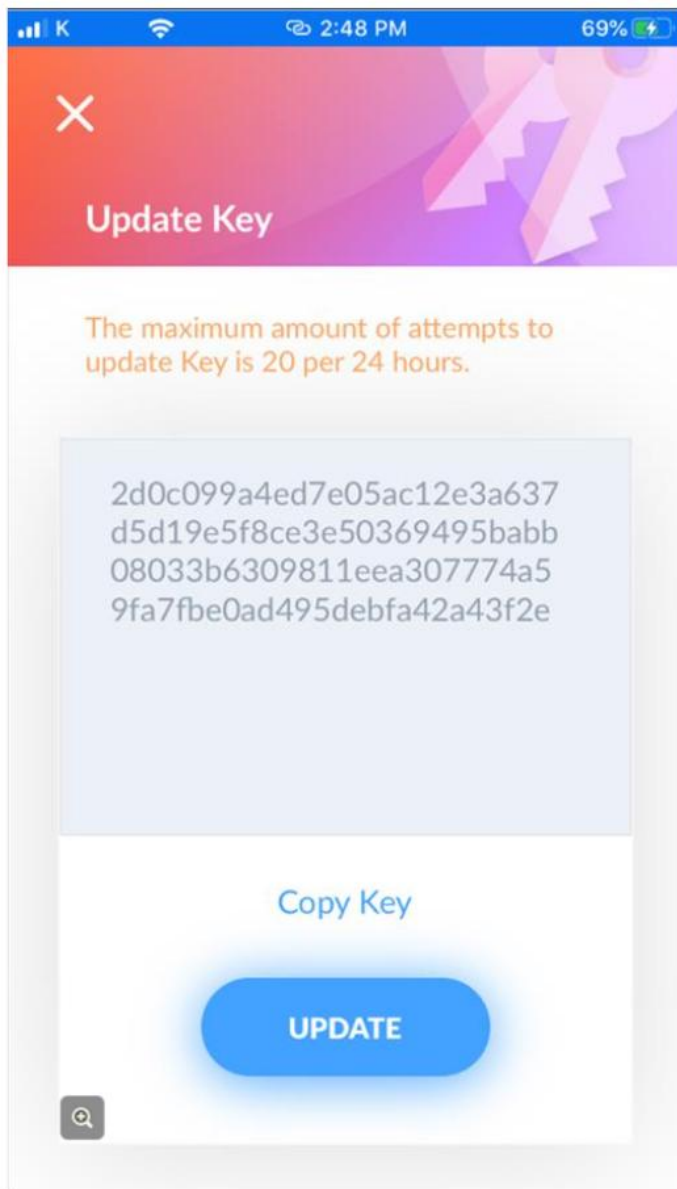 K 2:48 PM 69%
Update Key
The maximum amount of attempts to
update Key is 20 per 24 hours.
2d0c099a4ed7e05ac12e3a637
d5d19e5f8ce3e50369495babb
08033b6309811eea307774a5
9fa7fbe0ad495debfa42a43f2e
Copy Key
UPDATE